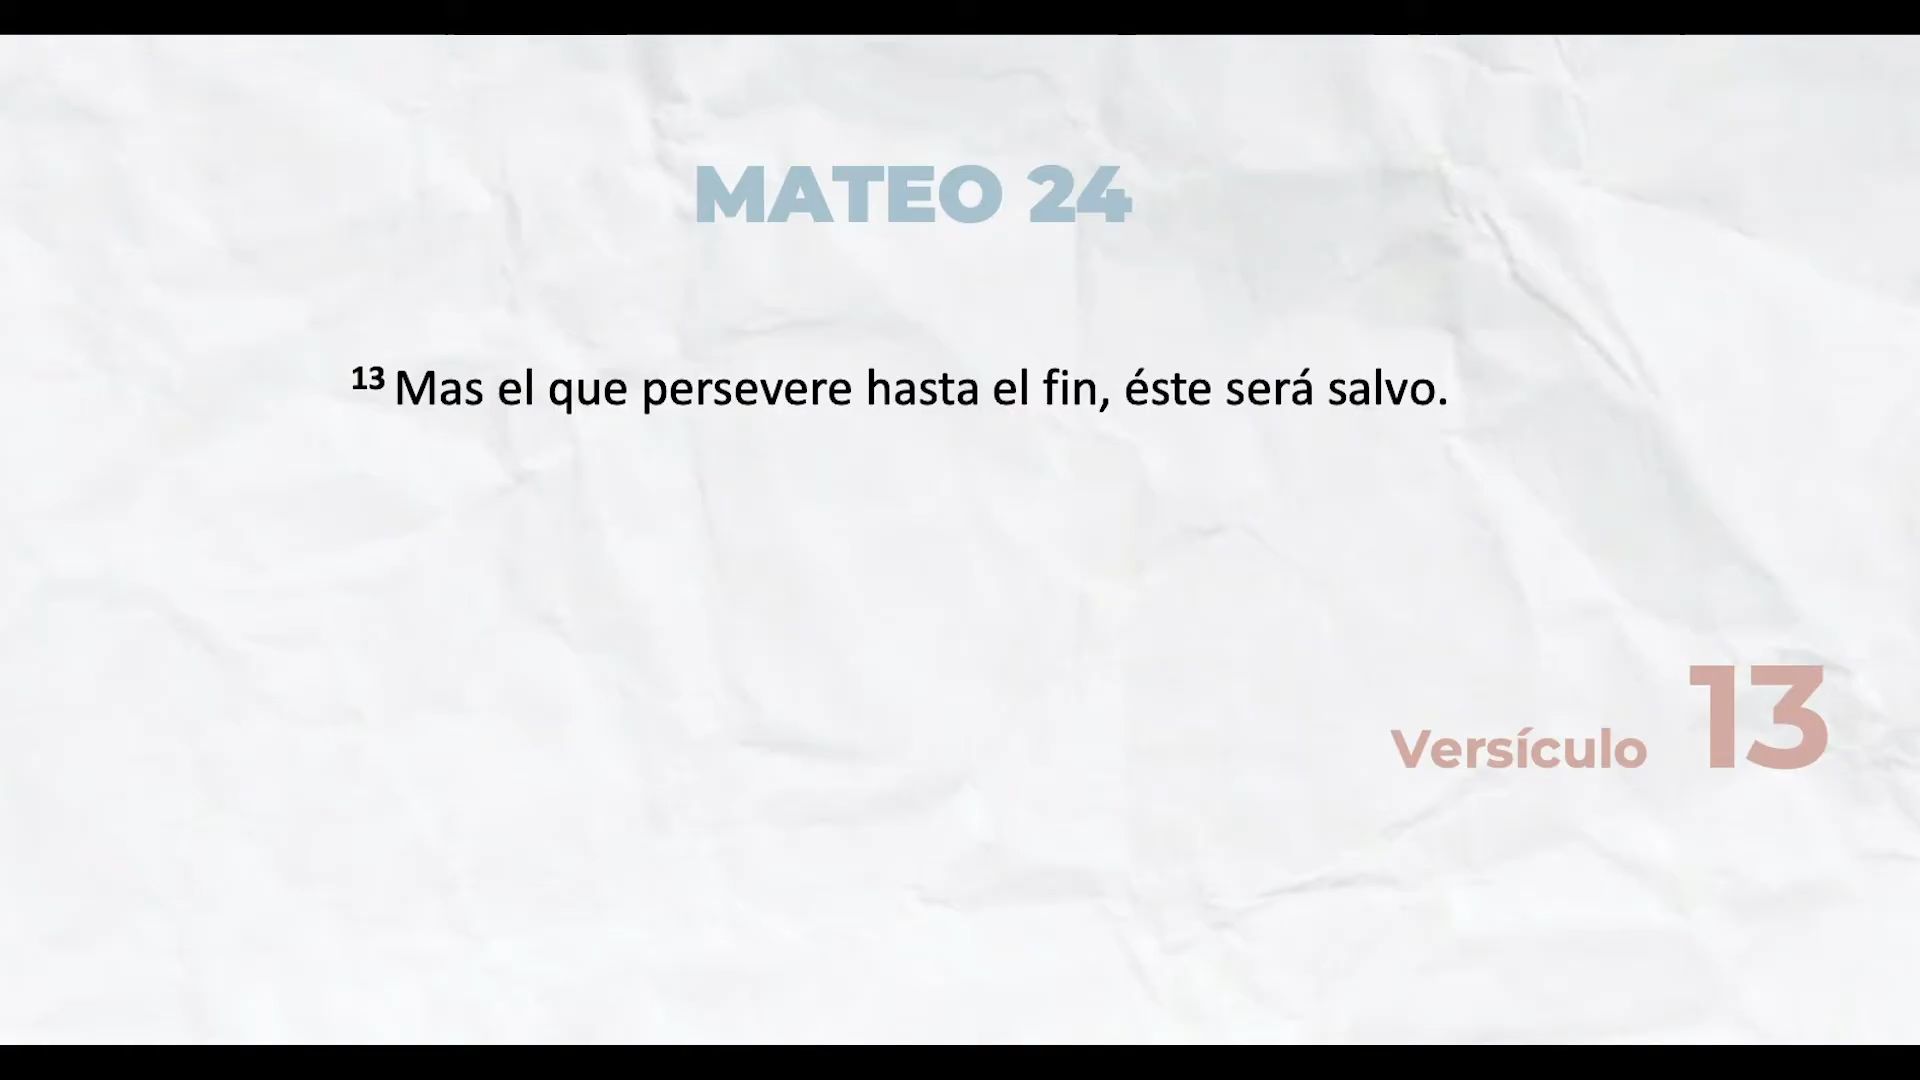 MATEO 24
13 Mas el que persevere hasta el fin, éste será salvo.
Versículo 13